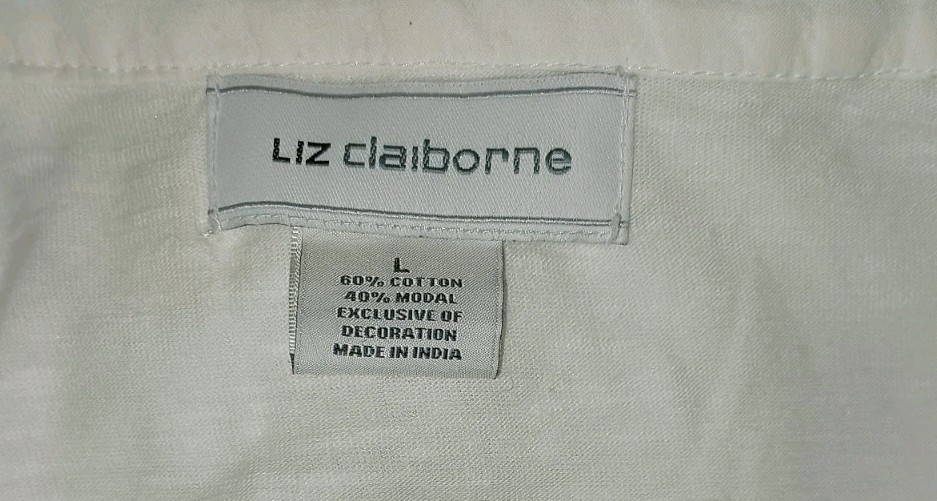 Liz claiborne
L
60% COTTON
40% MODAL
EXCLUSIVE OF
DECORATION
MADE IN INDIA